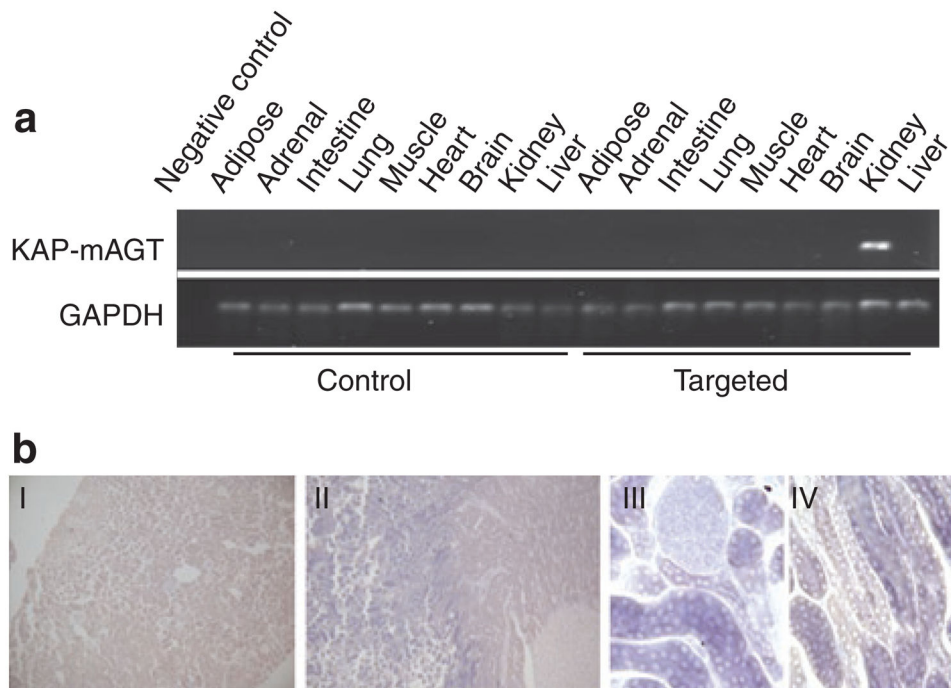 a
Negative control
Adipose
Adrenal
Intestine
Lung
Muscle
Heart
Brain
Kidney
Liver
Adipose
Adrenal
Intestine
Lung
Muscle
Heart
Brain
Kidney
Liver
KAP-mAGT
GAPDH
Control
Targeted
b
I
II
III
IV